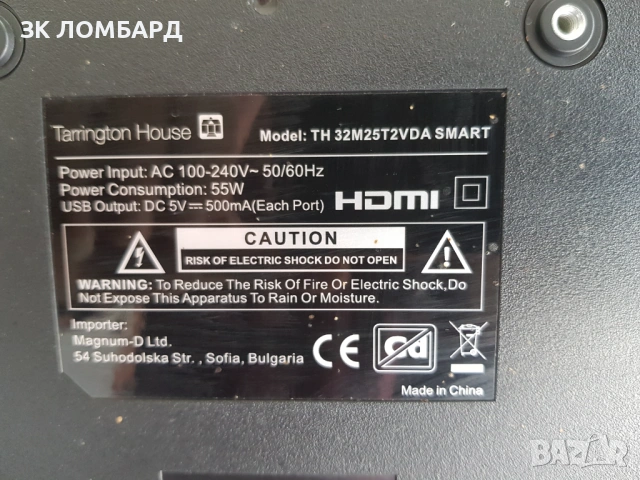 ЗК ЛОМБАРД
Tarrington House
Model: TH 32M25T2VDA SMART
Power Input: AC 100-240V~ 50/60Hz
Power Consumption: 55W
USB Output: DC 5V⎓500mA(Each Port)
HDMI
CAUTION
RISK OF ELECTRIC SHOCK DO NOT OPEN
WARNING: To Reduce The Risk Of Fire Or Electric Shock,Do
Not Expose This Apparatus To Rain Or Moisture.
Importer:
Magnum-D Ltd.
54 Suhodolska Str. , Sofia, Bulgaria
CE
Pb
Made in China
BAZAR